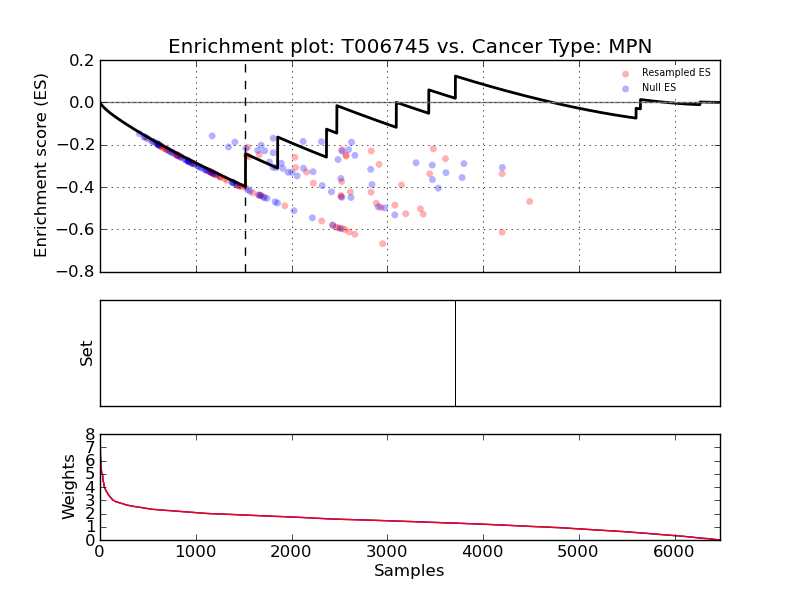 Enrichment plot: T006745 vs. Cancer Type: MPN
0.2
0.0
−0.2
−0.4
−0.6
−0.8
Enrichment score (ES)
Resampled ES
Null ES
Set
8
7
6
5
4
3
2
1
0
Weights
0 1000 2000 3000 4000 5000 6000
Samples